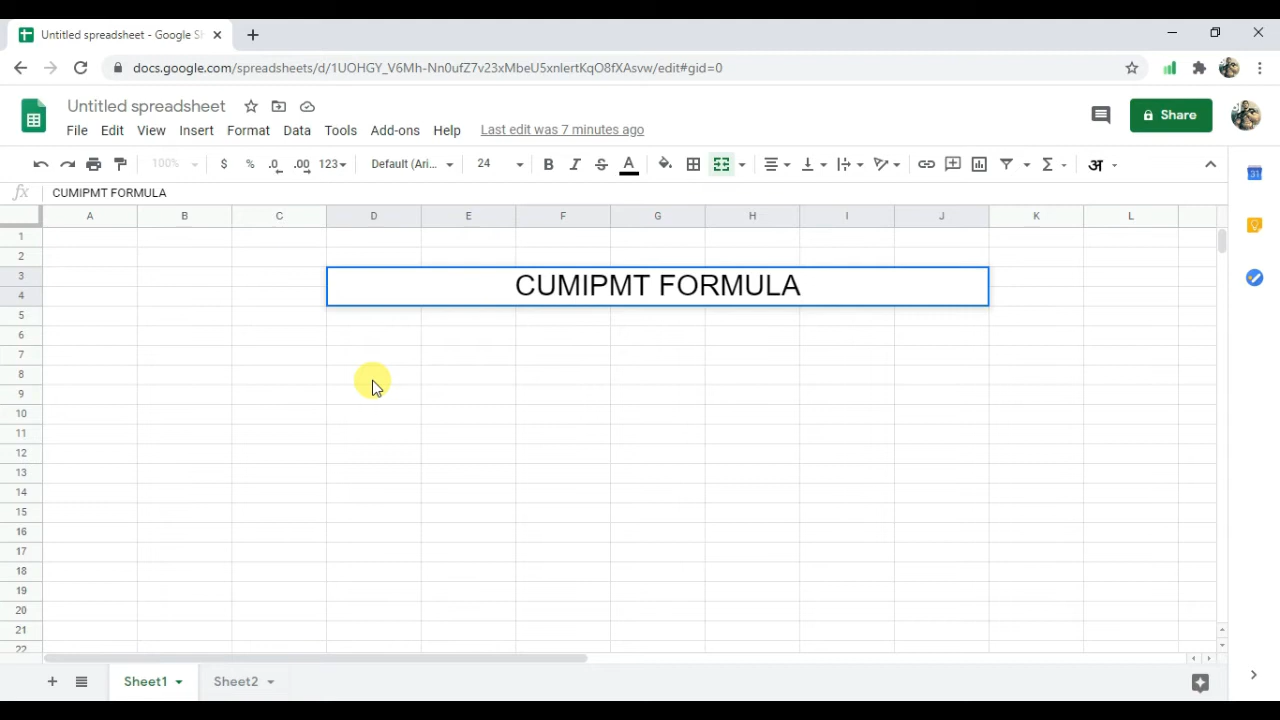 Untitled spreadsheet - Google S
docs.google.com/spreadsheets/d/1UOHGY_V6Mh-Nn0ufZ7v23xMbeU5xnlertKqO8fXAsvw/edit#gid=0
Untitled spreadsheet
File Edit View Insert Format Data Tools Add-ons Help Last edit was 7 minutes ago
Share
100% $ % .0 .00 123 Default (Ari... 24 B I S A Σ अ
fx CUMIPMT FORMULA
A B C D E F G H I J K L
1
2
3
CUMIPMT FORMULA
4
5
6
7
8
9
10
11
12
13
14
15
16
17
18
19
20
21
22
Sheet1 Sheet2
31